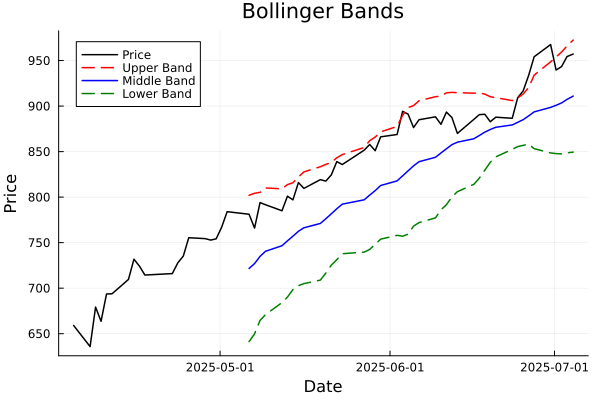 Bollinger Bands
Price
Upper Band
Middle Band
Lower Band
950
900
850
800
750
700
650
Price
2025-05-01
2025-06-01
2025-07-01
Date